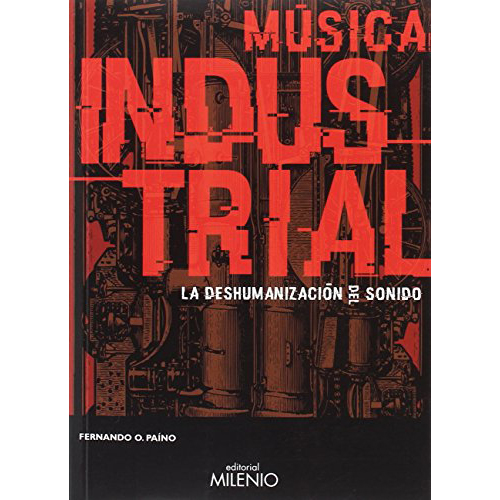 MÚSICA
INDUS
TRIAL
LA DESHUMANIZACIÓN DEL SONIDO
FERNANDO O. PAÍNO
editorial
MILENIO